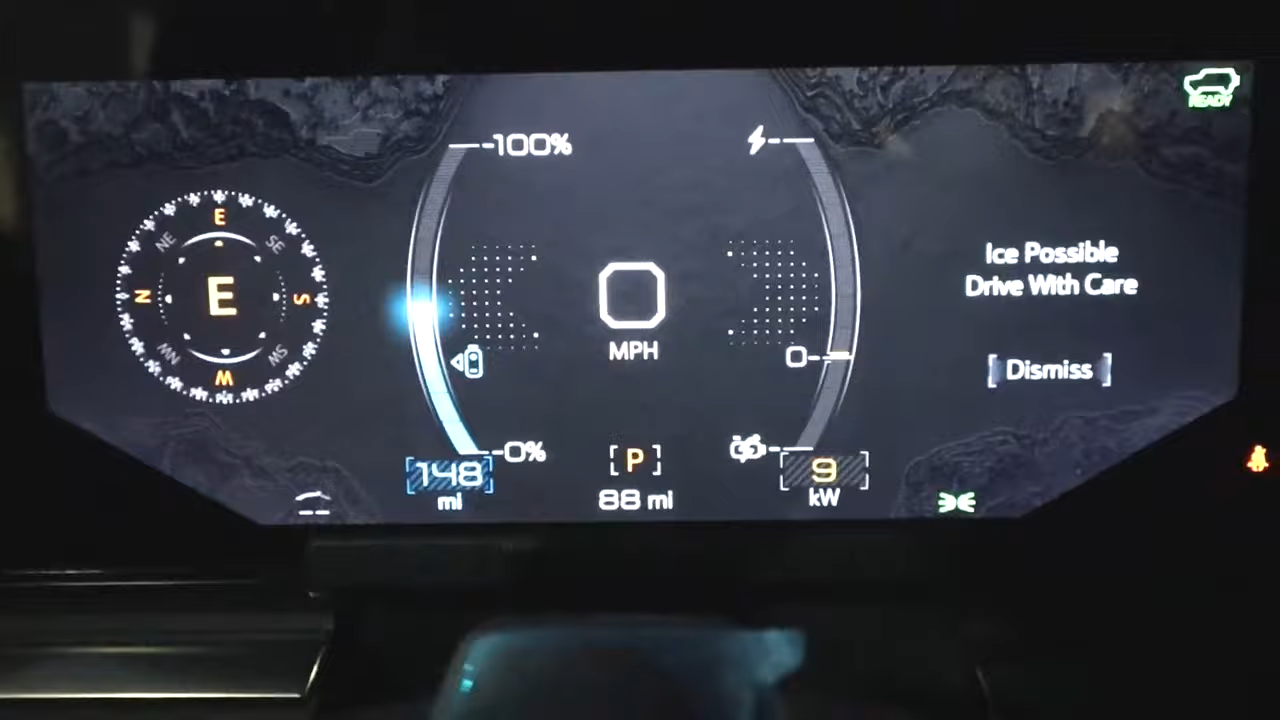 READY
100%
E
NE
SE
N
E
S
NW
SW
W
0
MPH
0
0%
148
mi
P
88 mi
9
kW
Ice Possible
Drive With Care
Dismiss